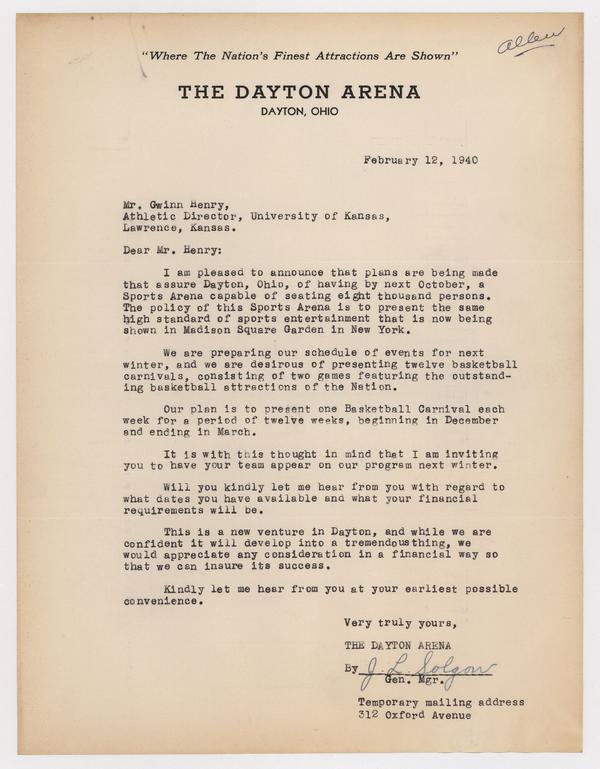 Allen
"Where The Nation's Finest Attractions Are Shown"
THE DAYTON ARENA
DAYTON, OHIO
February 12, 1940
Mr. Gwinn Henry,
Athletic Director, University of Kansas,
Lawrence, Kansas.
Dear Mr. Henry:
I am pleased to announce that plans are being made
that assure Dayton, Ohio, of having by next October, a
Sports Arena capable of seating eight thousand persons.
The policy of this Sports Arena is to present the same
high standard of sports entertainment that is now being
shown in Madison Square Garden in New York.
We are preparing our schedule of events for next
winter, and we are desirous of presenting twelve basketball
carnivals, consisting of two games featuring the outstand-
ing basketball attractions of the Nation.
Our plan is to present one Basketball Carnival each
week for a period of twelve weeks, beginning in December
and ending in March.
It is with this thought in mind that I am inviting
you to have your team appear on our program next winter.
Will you kindly let me hear from you with regard to
what dates you have available and what your financial
requirements will be.
This is a new venture in Dayton, and while we are
confident it will develop into a tremendousthing, we
would appreciate any consideration in a financial way so
that we can insure its success.
Kindly let me hear from you at your earliest possible
convenience.
Very truly yours,
THE DAYTON ARENA
By J. L. Solgow
Gen. Mgr.
Temporary mailing address
312 Oxford Avenue